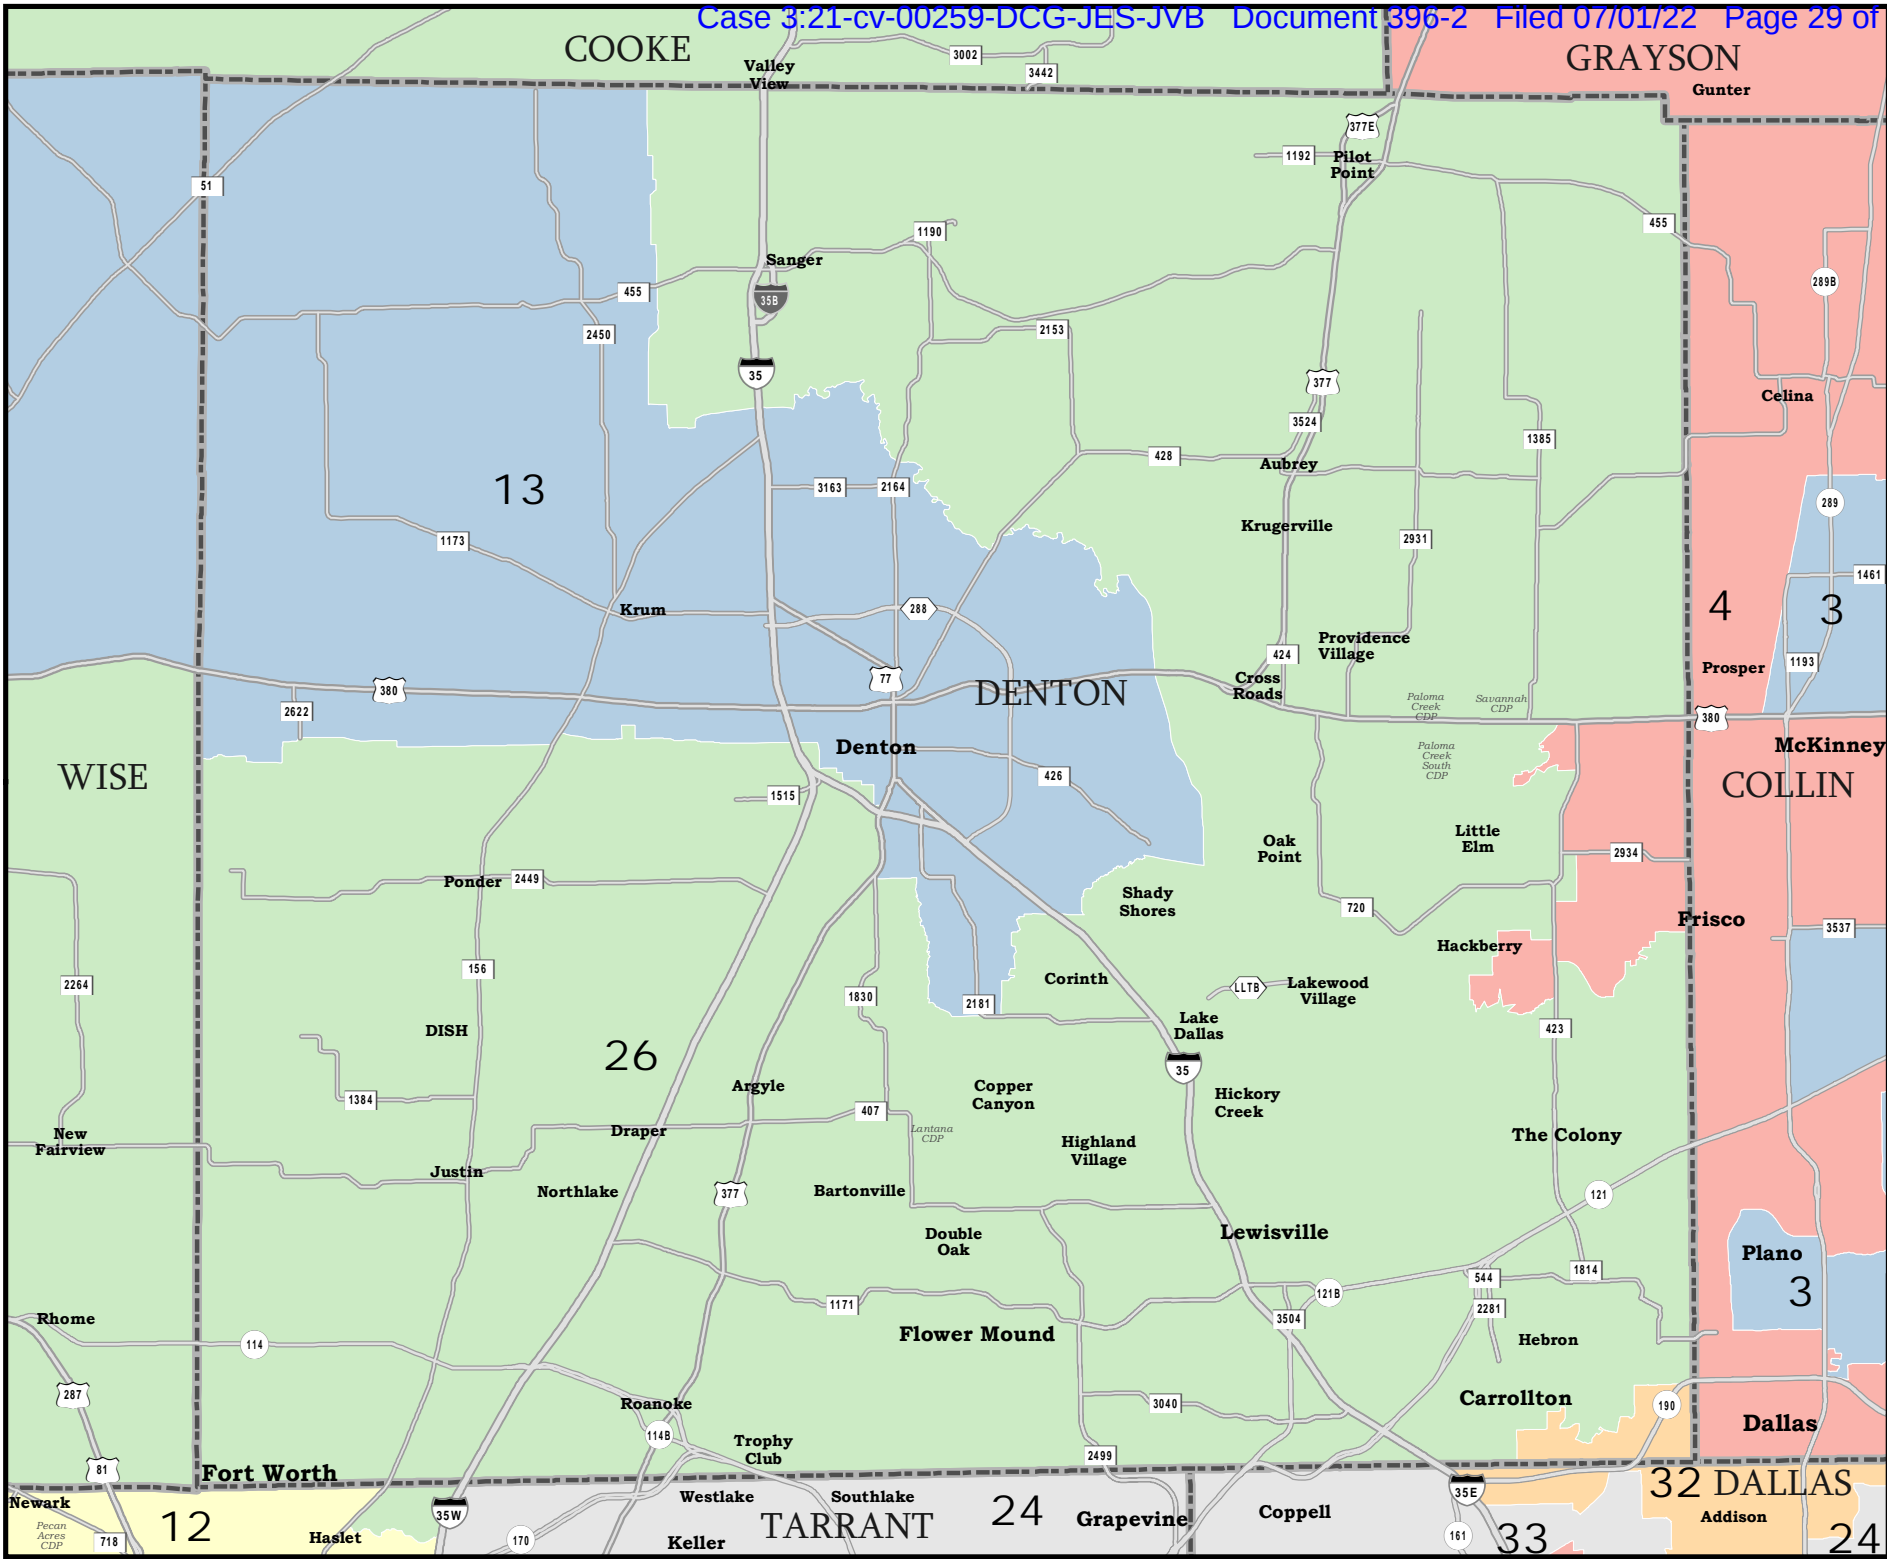 Case 3:21-cv-00259-DCG-JES-JVB Document 396-2 Filed 07/01/22 Page 29 of
COOKE
GRAYSON
Valley
View
3002
3442
Gunter
377E
1192
Pilot
Point
51
455
1190
Sanger
289B
455
35B
2450
2153
35
377
Celina
3524
1385
428
Aubrey
13
3163
2164
289
Krugerville
1173
2931
1461
Krum
288
4
3
Providence
Village
424
1193
Prosper
77
Cross
Roads
380
DENTON
Paloma
Creek
CDP
Savannah
CDP
2622
380
Denton
McKinney
Paloma
Creek
South
CDP
WISE
426
COLLIN
1515
Oak
Point
Little
Elm
2934
Ponder
2449
Shady
Shores
720
Frisco
3537
Hackberry
156
Corinth
2264
LLTB
Lakewood
Village
1830
2181
DISH
Lake
Dallas
423
26
35
Argyle
Copper
Canyon
Hickory
Creek
1384
407
New
Fairview
Draper
Lantana
CDP
Highland
Village
The Colony
Justin
Northlake
377
Bartonville
121
Double
Oak
Lewisville
Plano
544
1814
3
121B
1171
2281
Rhome
3504
Flower Mound
Hebron
114
287
Carrollton
Roanoke
3040
190
114B
Dallas
Trophy
Club
2499
81
Fort Worth
32
DALLAS
35E
Newark
Westlake
Southlake
24
35W
Coppell
Grapevine
Addison
12
TARRANT
Pecan
Acres
CDP
718
Haslet
170
Keller
161
33
24